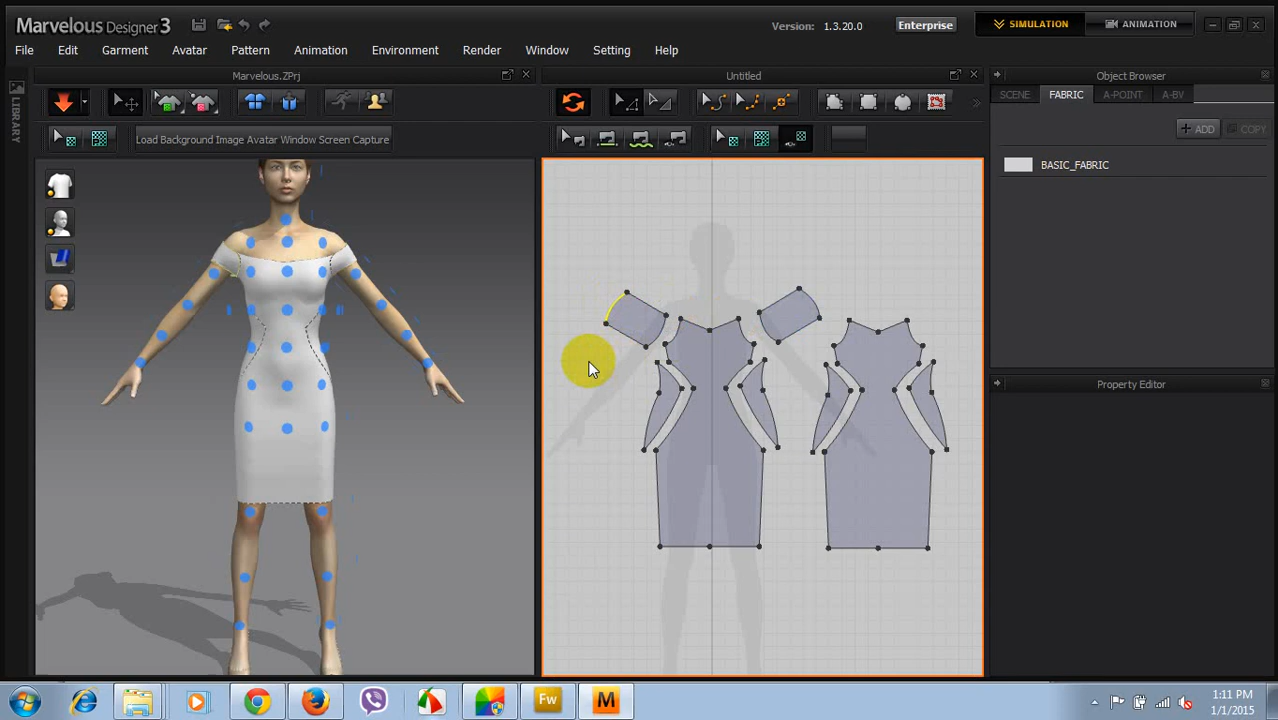 Marvelous Designer 3
Version: 1.3.20.0
Enterprise
SIMULATION
ANIMATION
File Edit Garment Avatar Pattern Animation Environment Render Window Setting Help
LIBRARY
Marvelous.ZPrj
Untitled
Object Browser
SCENE FABRIC A-POINT A-BV
+ ADD
COPY
Load Background Image Avatar Window Screen Capture
BASIC_FABRIC
Property Editor
Fw
M
1:11 PM
1/1/2015